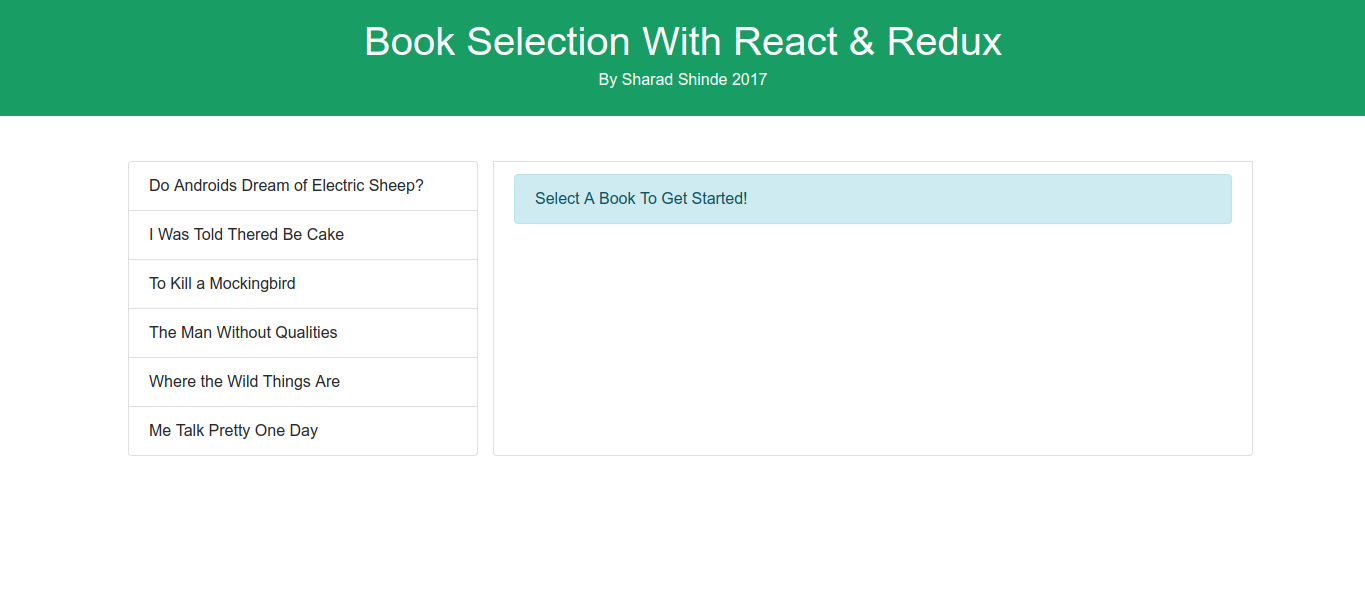 Book Selection With React & Redux
By Sharad Shinde 2017
Do Androids Dream of Electric Sheep?
I Was Told Thered Be Cake
To Kill a Mockingbird
The Man Without Qualities
Where the Wild Things Are
Me Talk Pretty One Day
Select A Book To Get Started!